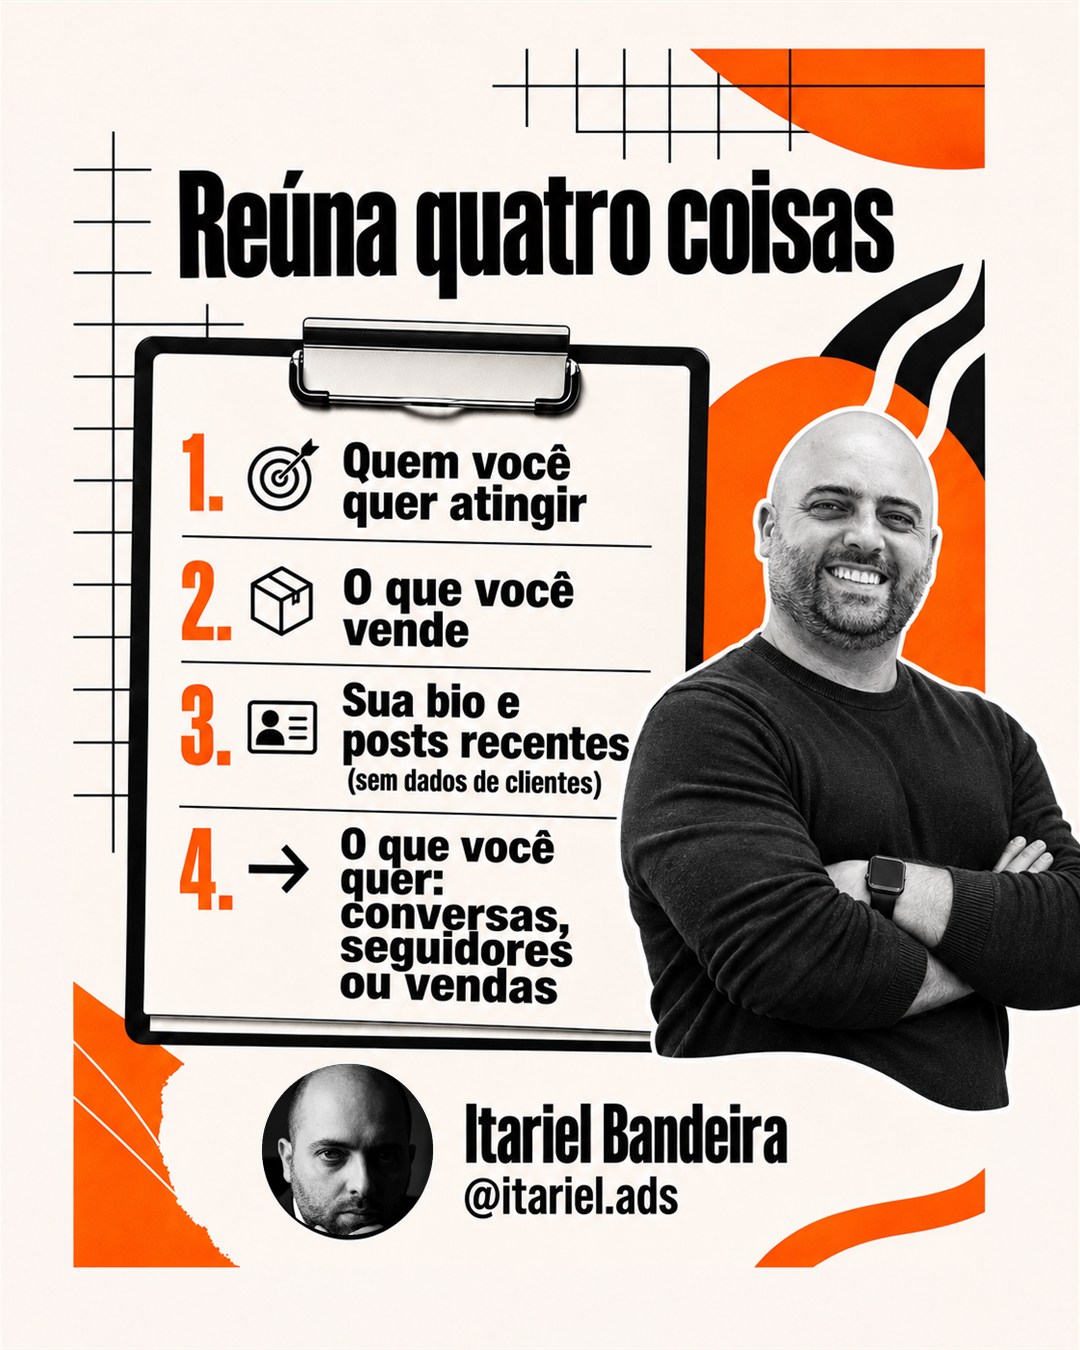 Reúna quatro coisas
1.
Quem você
quer atingir
2.
O que você
vende
3.
Sua bio e
posts recentes
(sem dados de clientes)
4.
O que você
quer:
conversas,
seguidores
ou vendas
Itariel Bandeira
@itariel.ads